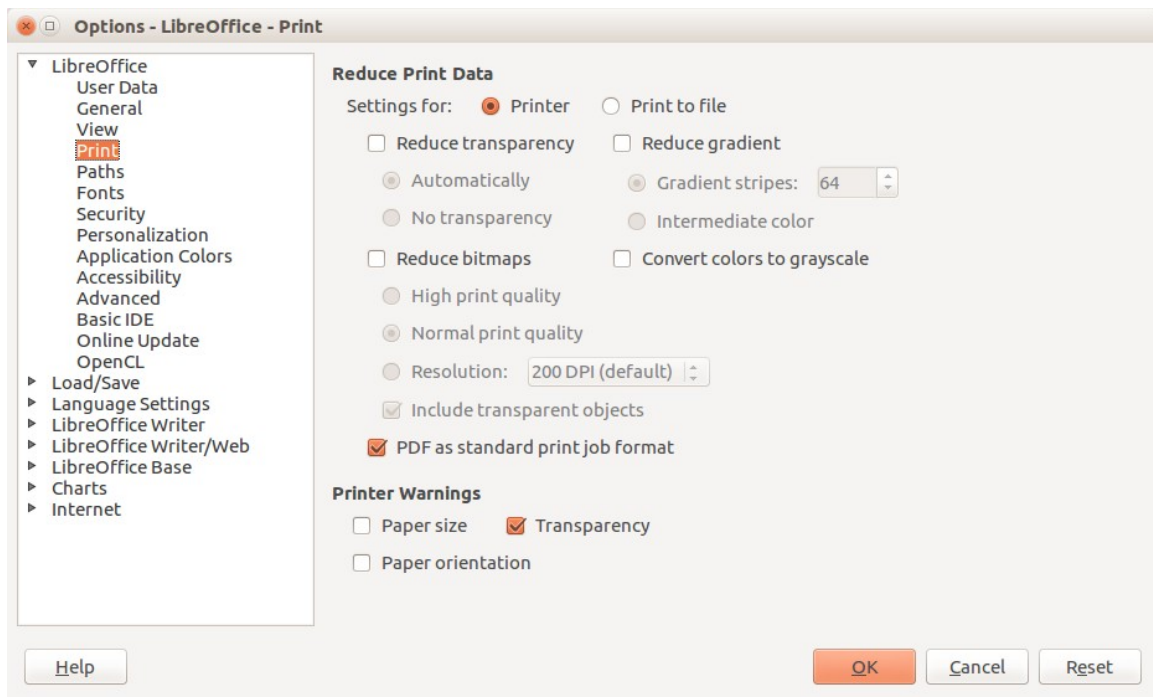 Options - LibreOffice - Print
LibreOffice
User Data
General
View
Print
Paths
Fonts
Security
Personalization
Application Colors
Accessibility
Advanced
Basic IDE
Online Update
OpenCL
Load/Save
Language Settings
LibreOffice Writer
LibreOffice Writer/Web
LibreOffice Base
Charts
Internet
Reduce Print Data
Settings for: Printer Print to file
Reduce transparency Reduce gradient
Automatically Gradient stripes: 64
No transparency Intermediate color
Reduce bitmaps Convert colors to grayscale
High print quality
Normal print quality
Resolution: 200 DPI (default)
Include transparent objects
PDF as standard print job format
Printer Warnings
Paper size Transparency
Paper orientation
Help OK Cancel Reset